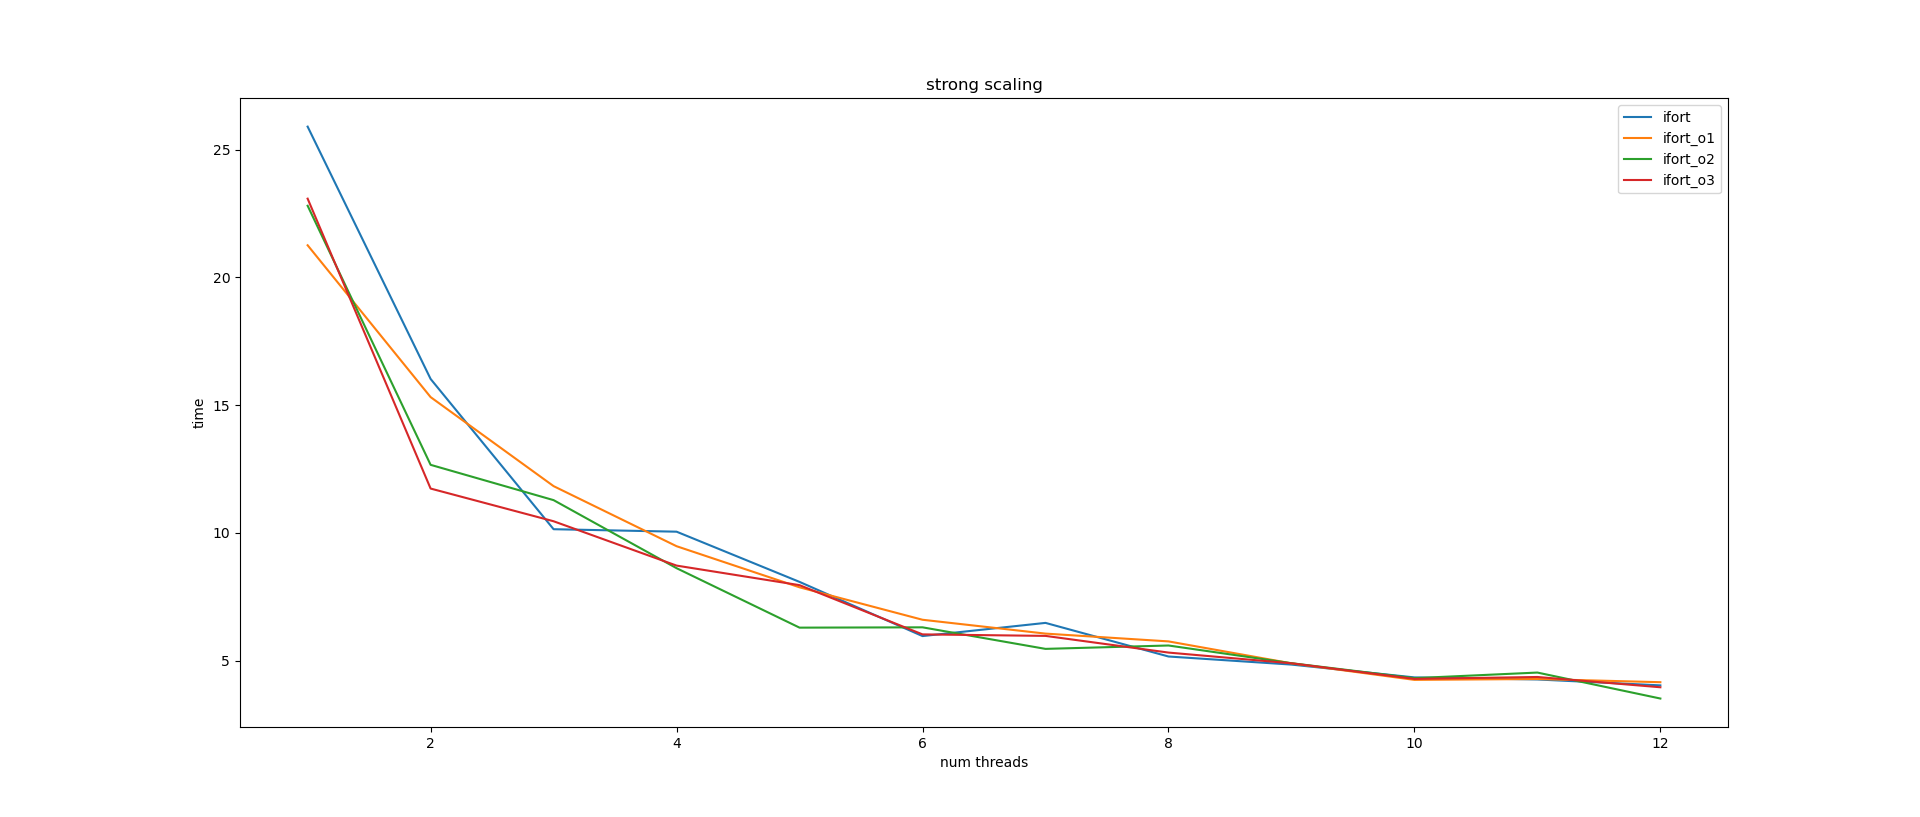 strong scaling
ifort
ifort_o1
ifort_o2
ifort_o3
25
20
15
10
5
time
2 4 6 8 10 12
num threads